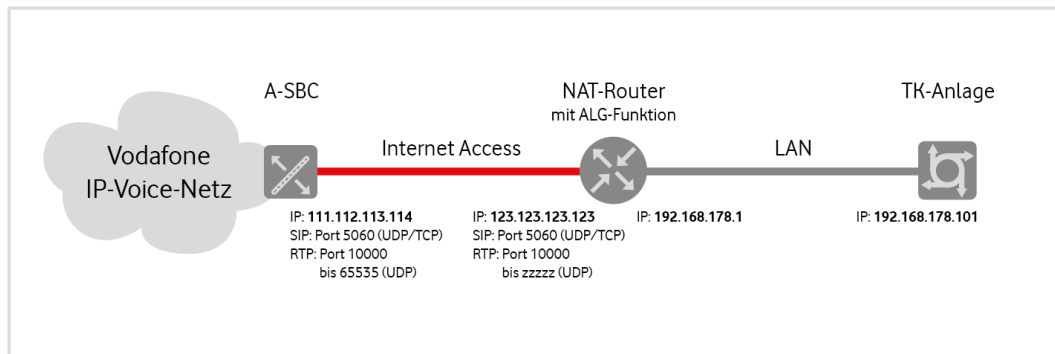 A-SBC
NAT-Router
mit ALG-Funktion
TK-Anlage
Vodafone
IP-Voice-Netz
Internet Access
LAN
IP: 111.112.113.114
SIP: Port 5060 (UDP/TCP)
RTP: Port 10000
bis 65535 (UDP)
IP: 123.123.123.123
SIP: Port 5060 (UDP/TCP)
RTP: Port 10000
bis zzzzz (UDP)
IP: 192.168.178.1
IP: 192.168.178.101